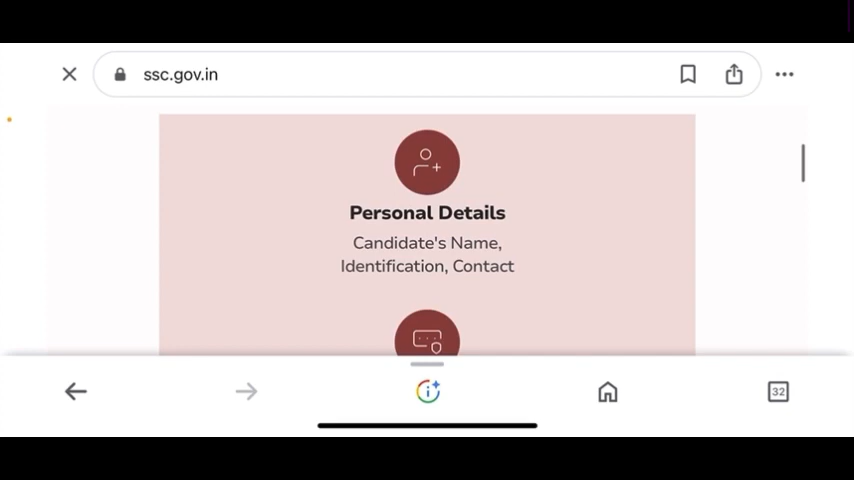 ssc.gov.in
Personal Details
Candidate's Name,
Identification, Contact
32